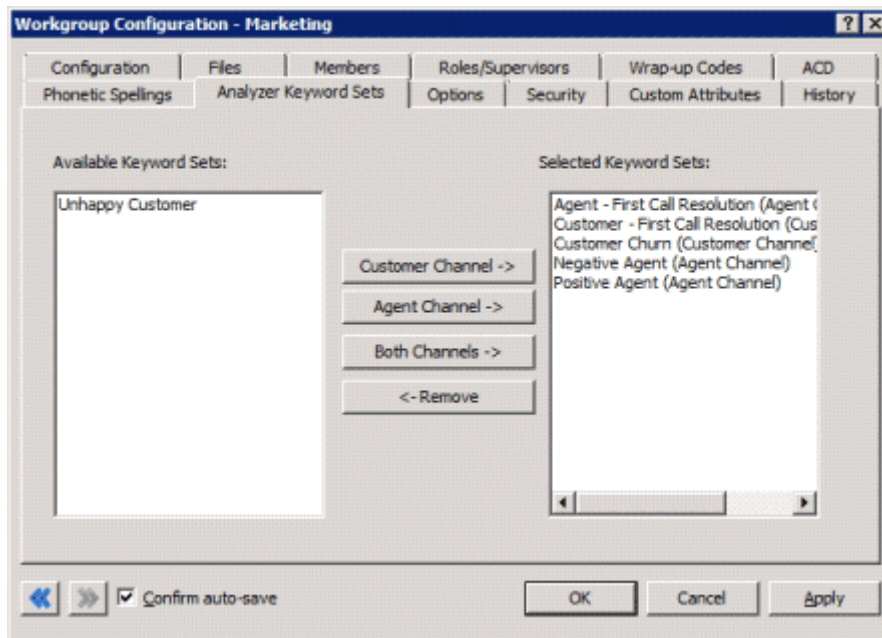 Workgroup Configuration - Marketing
Configuration Files Members Roles/Supervisors Wrap-up Codes ACD
Phonetic Spellings Analyzer Keyword Sets Options Security Custom Attributes History
Available Keyword Sets:
Selected Keyword Sets:
Unhappy Customer
Agent - First Call Resolution (Agent
Customer - First Call Resolution (Cus
Customer Churn (Customer Channel)
Negative Agent (Agent Channel)
Positive Agent (Agent Channel)
Customer Channel ->
Agent Channel ->
Both Channels ->
<- Remove
Confirm auto-save
OK
Cancel
Apply